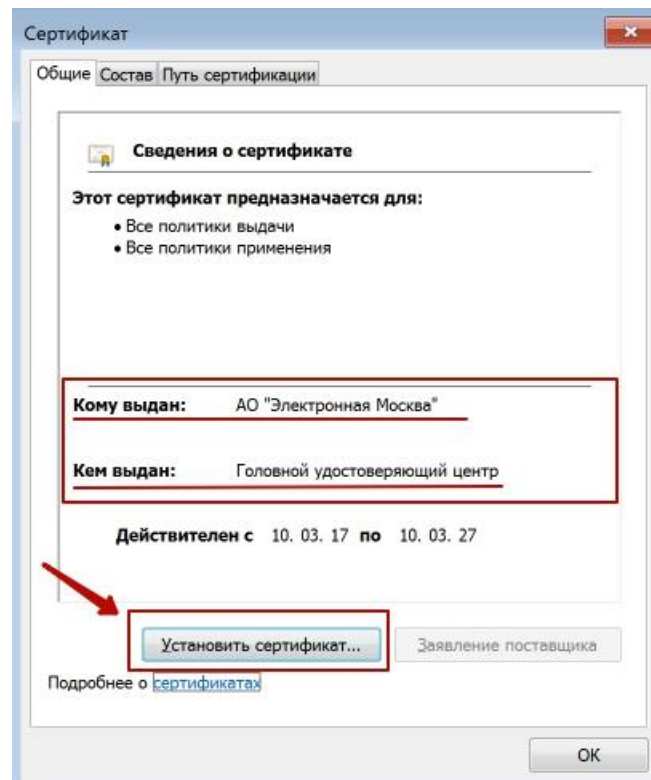 Сертификат
Общие Состав Путь сертификации
Сведения о сертификате
Этот сертификат предназначается для:
• Все политики выдачи
• Все политики применения
Кому выдан: АО "Электронная Москва"
Кем выдан: Головной удостоверяющий центр
Действителен с 10. 03. 17 по 10. 03. 27
Установить сертификат... Заявление поставщика
Подробнее о сертификатах
ОК